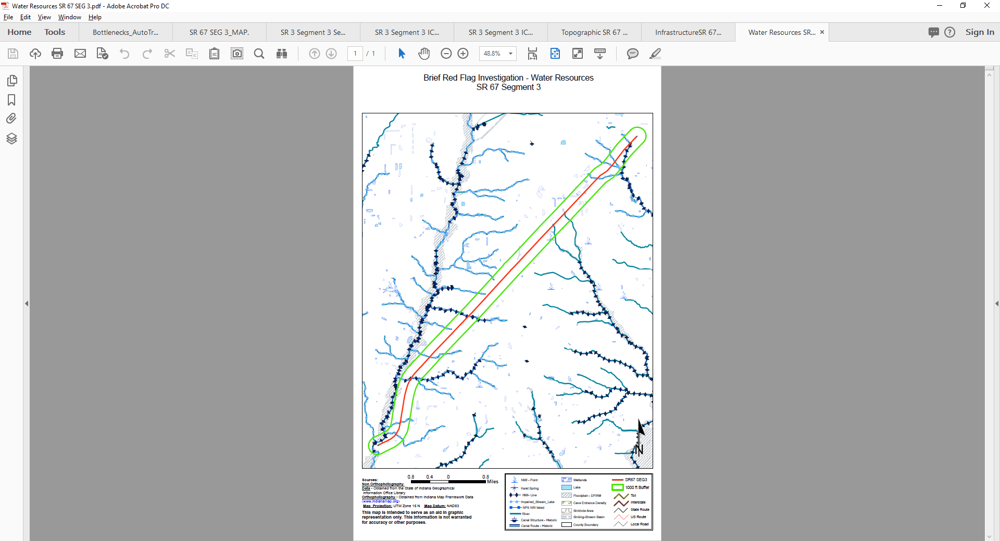 Water Resources SR 67 SEG 3.pdf - Adobe Acrobat Pro DC
File Edit View Window Help
Home Tools Bottlenecks_AutoTr... SR 67 SEG 3_MAP. SR 3 Segment 3 Se... SR 3 Segment 3 IC... SR 3 Segment 3 IC... Topographic SR 67 ... InfrastructureSR 67... Water Resources SR... × Sign In
1 / 1 48.8%
Brief Red Flag Investigation - Water Resources
SR 67 Segment 3
N
0.8 0.4 0 0.8
Miles
Sources:
Non Orthophotography
Data - Obtained from the State of Indiana Geographical
Information Office Library
Orthophotography - Obtained from Indiana Map Framework Data
(www.indianamap.org)
Map Projection: UTM Zone 16 N Map Datum: NAD83
This map is intended to serve as an aid in graphic
representation only. This information is not warranted
for accuracy or other purposes.
NWI - Point
Karst Spring
NWI- Line
Impaired_Stream_Lake
NPS NRI listed
River
Canal Structure - Historic
Canal Route - Historic
Wetlands
Lake
Floodplain - DFIRM
Cave Entrance Density
Sinkhole Area
Sinking-Stream Basin
County Boundary
SR67 SEG3
1000 ft Buffer
Toll
Interstate
State Route
US Route
Local Road